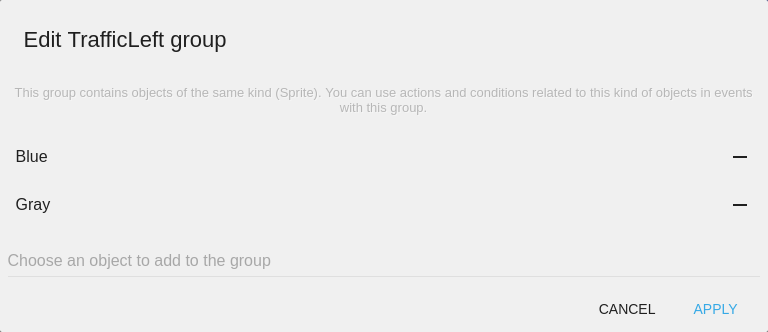 Edit TrafficLeft group
This group contains objects of the same kind (Sprite). You can use actions and conditions related to this kind of objects in events
with this group.
Blue
Gray
Choose an object to add to the group
CANCEL APPLY